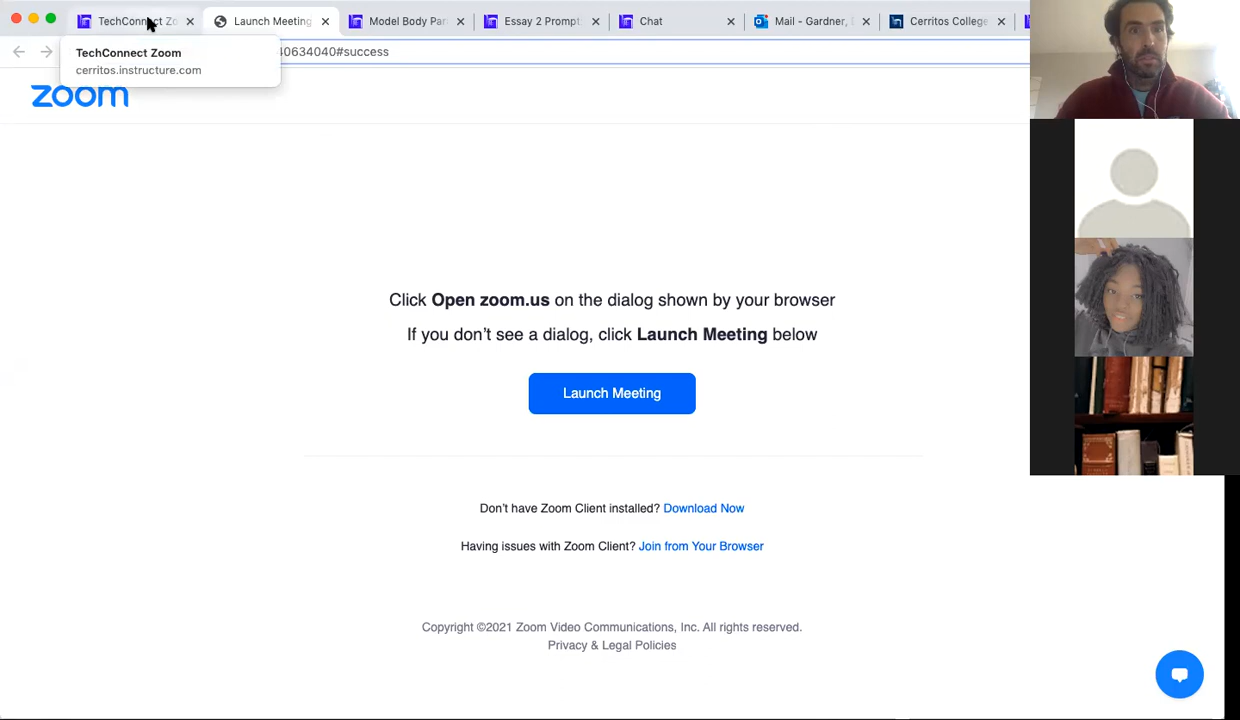 TechConnect Zo
Launch Meeting
Model Body Par
Essay 2 Prompt
Chat
Mail - Gardner,
Cerritos College
40634040#success
TechConnect Zoom
cerritos.instructure.com
zoom
Click Open zoom.us on the dialog shown by your browser
If you don’t see a dialog, click Launch Meeting below
Launch Meeting
Don’t have Zoom Client installed? Download Now
Having issues with Zoom Client? Join from Your Browser
Copyright ©2021 Zoom Video Communications, Inc. All rights reserved.
Privacy & Legal Policies